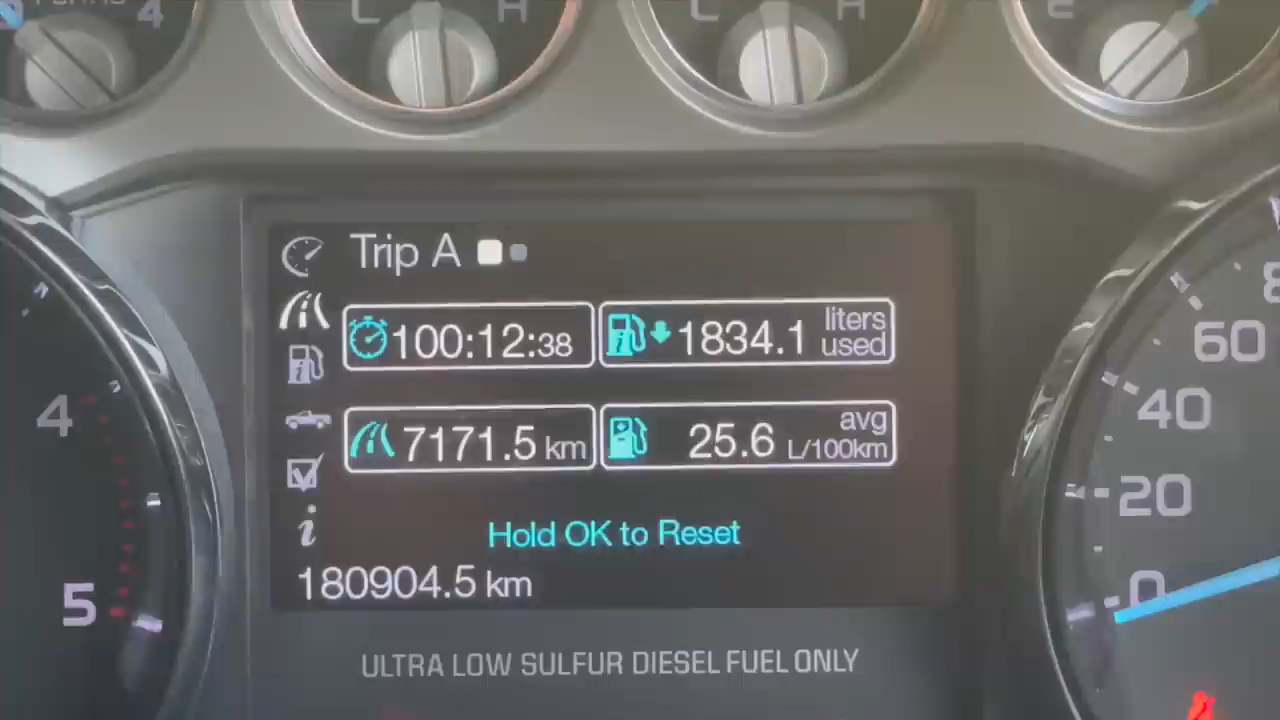 4
L H
L H
E
Trip A
100:12:38
1834.1 liters used
7171.5 km
25.6 avg L/100km
Hold OK to Reset
180904.5 km
ULTRA LOW SULFUR DIESEL FUEL ONLY
4
5
60
40
20
0